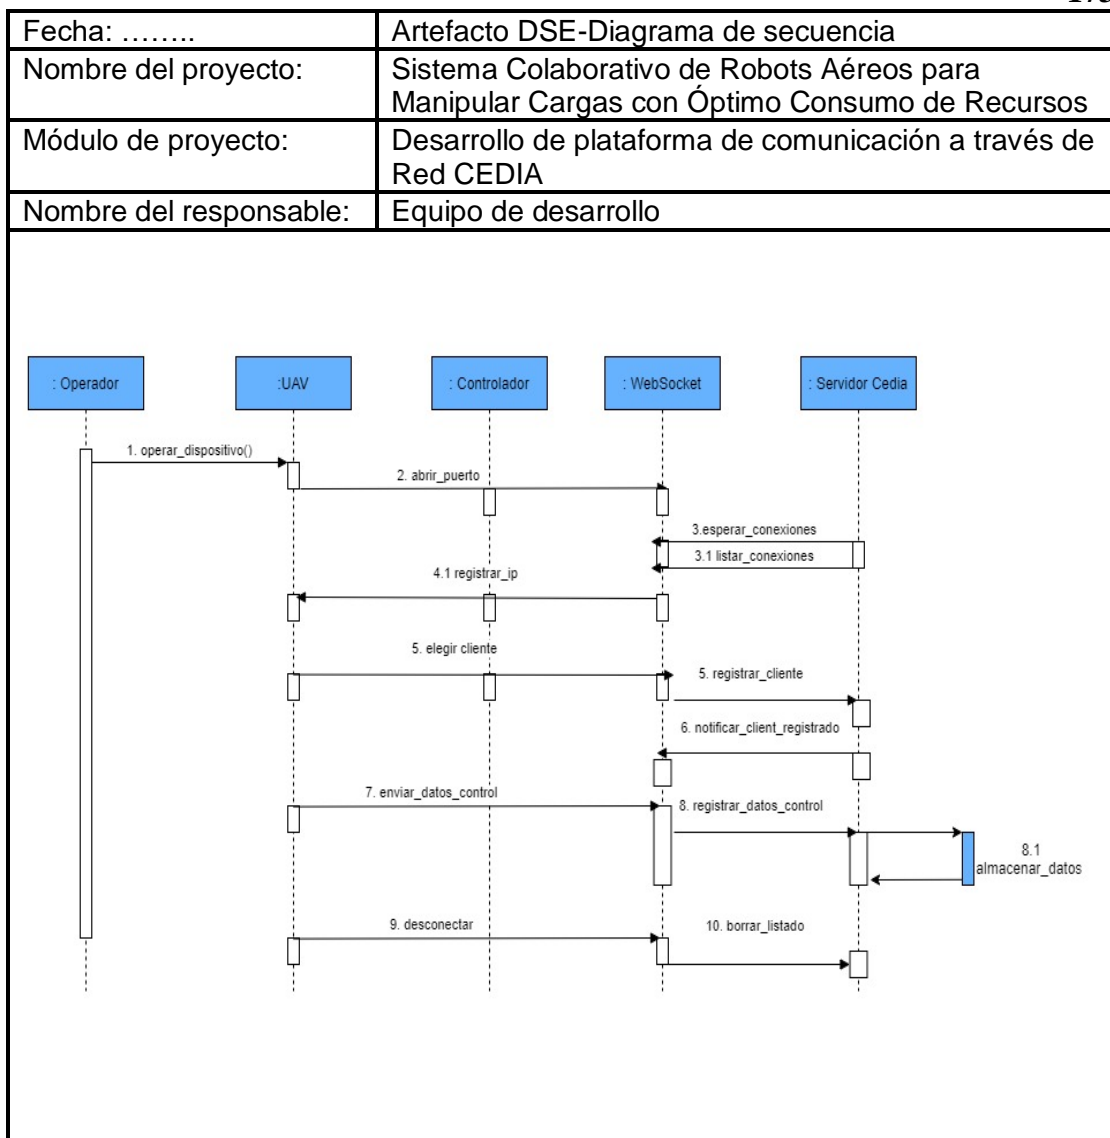 Fecha: ……..
Artefacto DSE-Diagrama de secuencia
Nombre del proyecto:
Sistema Colaborativo de Robots Aéreos para
Manipular Cargas con Óptimo Consumo de Recursos
Módulo de proyecto:
Desarrollo de plataforma de comunicación a través de
Red CEDIA
Nombre del responsable:
Equipo de desarrollo
: Operador
:UAV
: Controlador
: WebSocket
: Servidor Cedia
1. operar_dispositivo()
2. abrir_puerto
3.esperar_conexiones
3.1 listar_conexiones
4.1 registrar_ip
5. elegir cliente
5. registrar_cliente
6. notificar_client_registrado
7. enviar_datos_control
8. registrar_datos_control
8.1
almacenar_datos
9. desconectar
10. borrar_listado